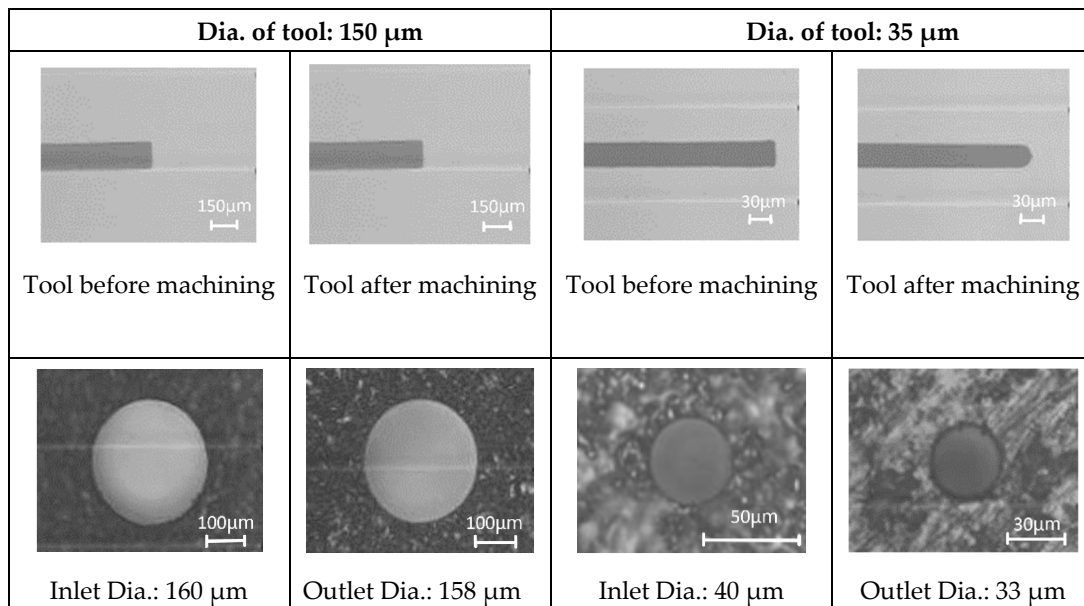 Dia. of tool: 150 μm
Dia. of tool: 35 μm
150μm
150μm
30μm
30μm
Tool before machining
Tool after machining
Tool before machining
Tool after machining
100μm
100μm
50μm
30μm
Inlet Dia.: 160 μm
Outlet Dia.: 158 μm
Inlet Dia.: 40 μm
Outlet Dia.: 33 μm